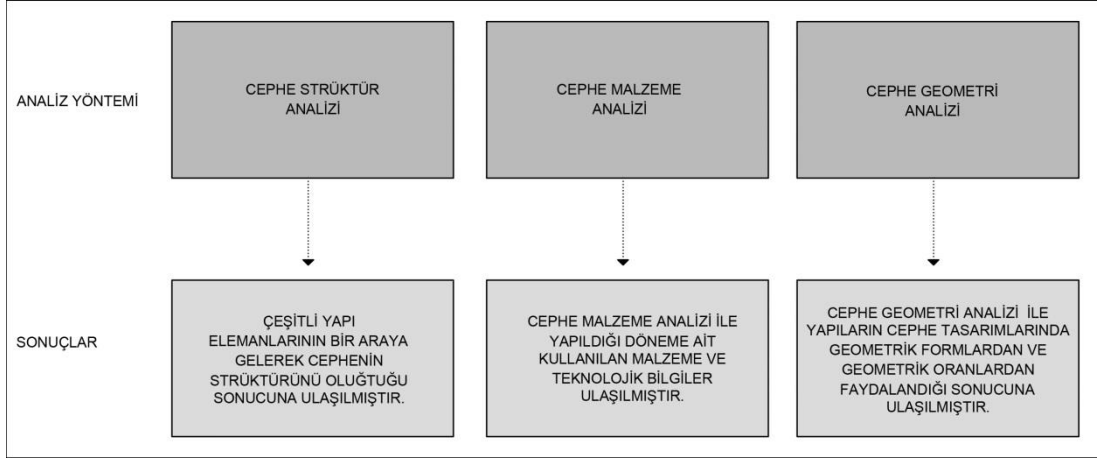 ANALİZ YÖNTEMİ
CEPHE STRÜKTÜR
ANALİZİ
CEPHE MALZEME
ANALİZİ
CEPHE GEOMETRİ
ANALİZİ
SONUÇLAR
ÇEŞİTLİ YAPI
ELEMANLARININ BİR ARAYA
GELEREK CEPHENİN
STRÜKTÜRÜNÜ OLUĞTUĞU
SONUCUNA ULAŞILMIŞTIR.
CEPHE MALZEME ANALİZİ İLE
YAPILDIĞI DÖNEME AİT
KULLANILAN MALZEME VE
TEKNOLOJİK BİLGİLER
ULAŞILMIŞTIR.
CEPHE GEOMETRİ ANALİZİ İLE
YAPILARIN CEPHE TASARIMLARINDA
GEOMETRİK FORMLARDAN VE
GEOMETRİK ORANLARDAN
FAYDALANDIĞI SONUCUNA
ULAŞILMIŞTIR.